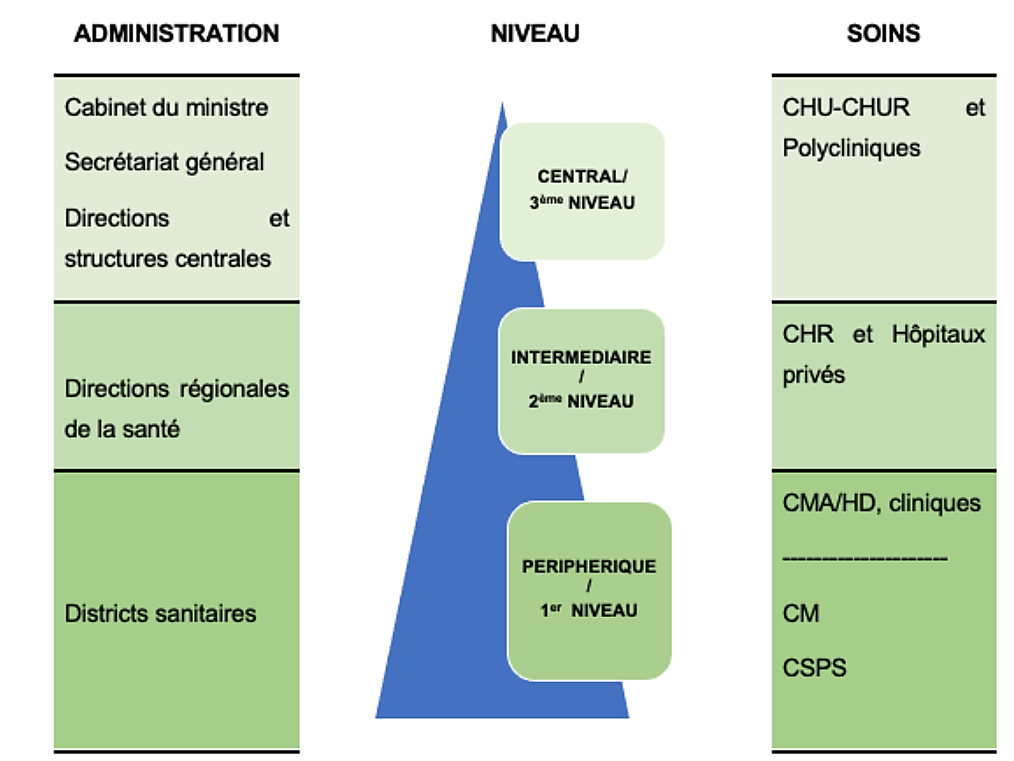 ADMINISTRATION
Cabinet du ministre
Secrétariat général
Directions et
structures centrales
Directions régionales
de la santé
Districts sanitaires
NIVEAU
CENTRAL/
3ème NIVEAU
INTERMEDIAIRE
/
2ème NIVEAU
PERIPHERIQUE
/
1er NIVEAU
SOINS
CHU-CHUR et
Polycliniques
CHR et Hôpitaux
privés
CMA/HD, cliniques
----------------------
CM
CSPS